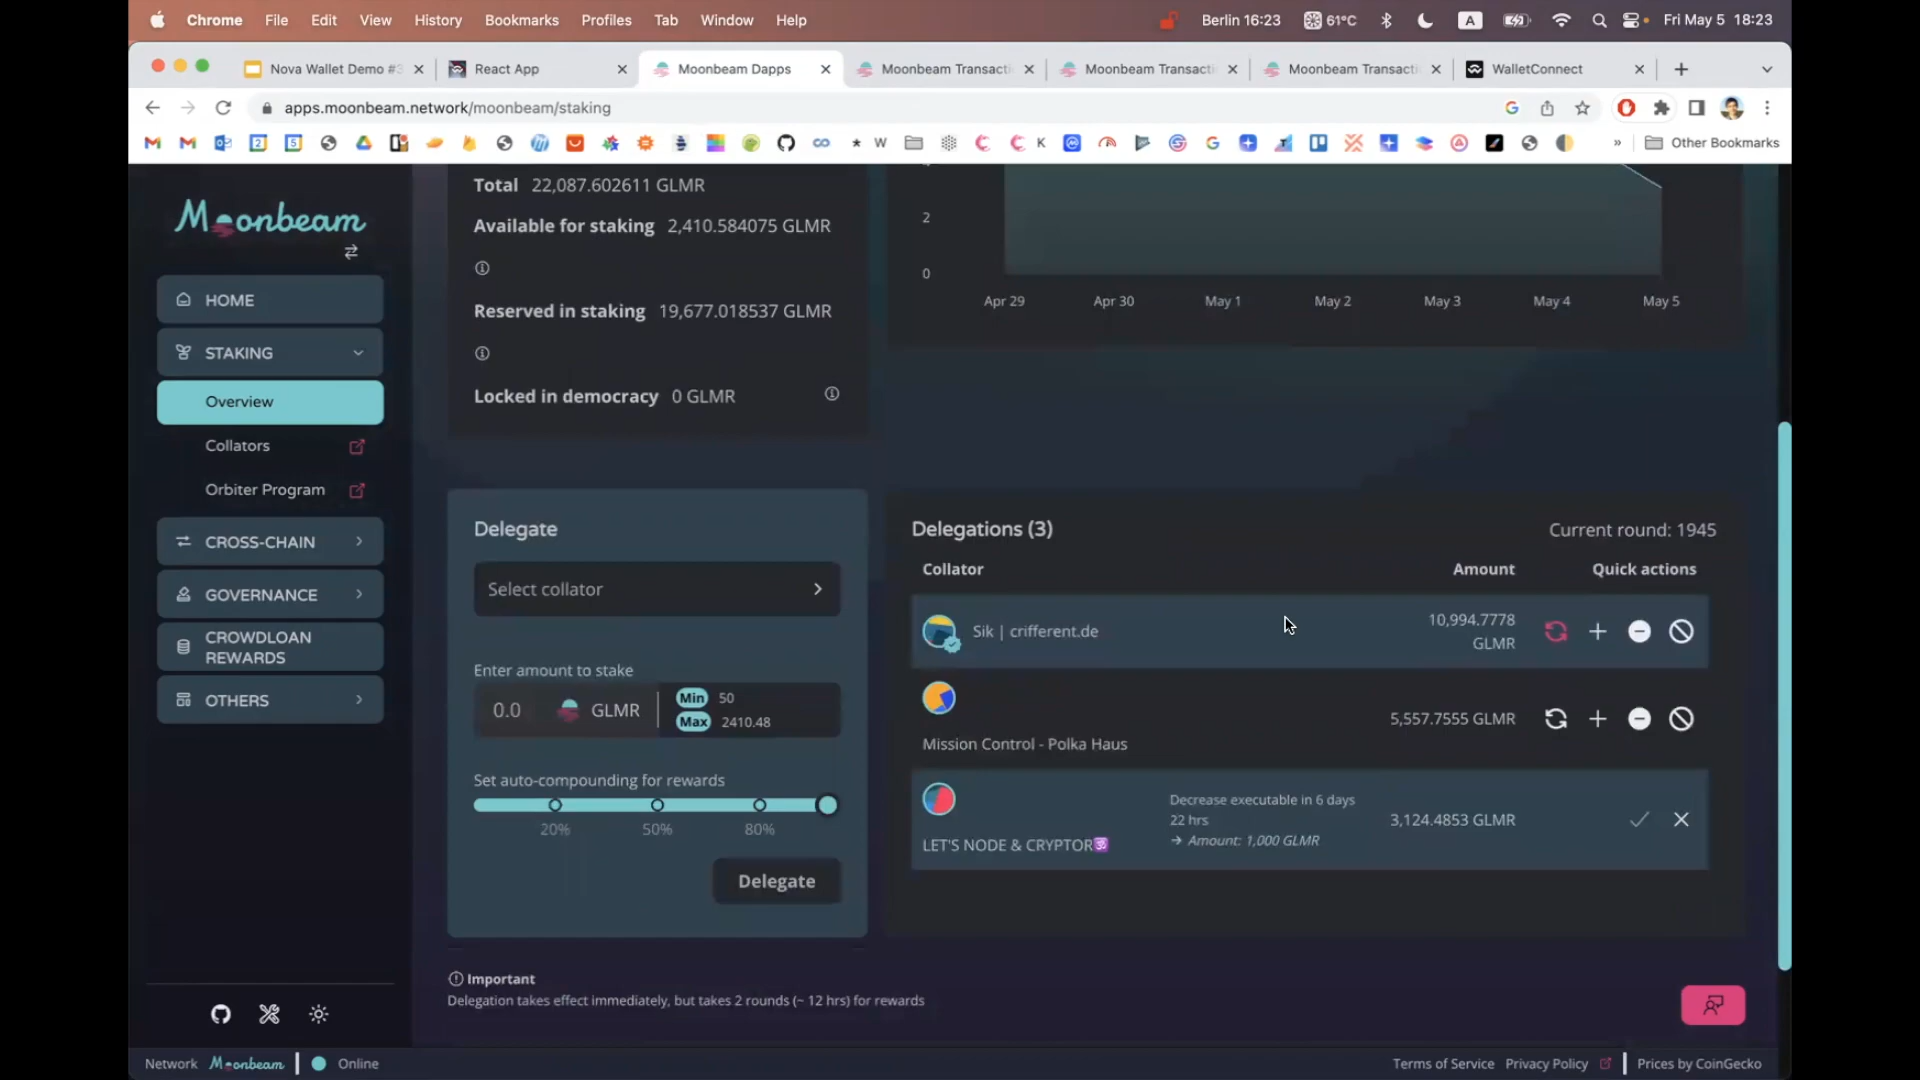 Chrome File Edit View History Bookmarks Profiles Tab Window Help Berlin 16:23 61°C A Fri May 5 18:23
Nova Wallet Demo #3 React App Moonbeam Dapps Moonbeam Transacti Moonbeam Transacti Moonbeam Transacti WalletConnect
apps.moonbeam.network/moonbeam/staking
W K Other Bookmarks
Moonbeam
HOME
STAKING
Overview
Collators
Orbiter Program
CROSS-CHAIN
GOVERNANCE
CROWDLOAN
REWARDS
OTHERS
Total 22,087.602611 GLMR
Available for staking 2,410.584075 GLMR
Reserved in staking 19,677.018537 GLMR
Locked in democracy 0 GLMR
2
0
Apr 29 Apr 30 May 1 May 2 May 3 May 4 May 5
Delegate
Select collator
Enter amount to stake
0.0 GLMR Min 50
Max 2410.48
Set auto-compounding for rewards
20% 50% 80%
Delegate
Delegations (3) Current round: 1945
Collator Amount Quick actions
Sik | crifferent.de 10,994.7778
GLMR
Mission Control - Polka Haus 5,557.7555 GLMR
LET'S NODE & CRYPTOR🕉 Decrease executable in 6 days
22 hrs
→ Amount: 1,000 GLMR
3,124.4853 GLMR
Important
Delegation takes effect immediately, but takes 2 rounds (~ 12 hrs) for rewards
Network Moonbeam | Online Terms of Service Privacy Policy | Prices by CoinGecko